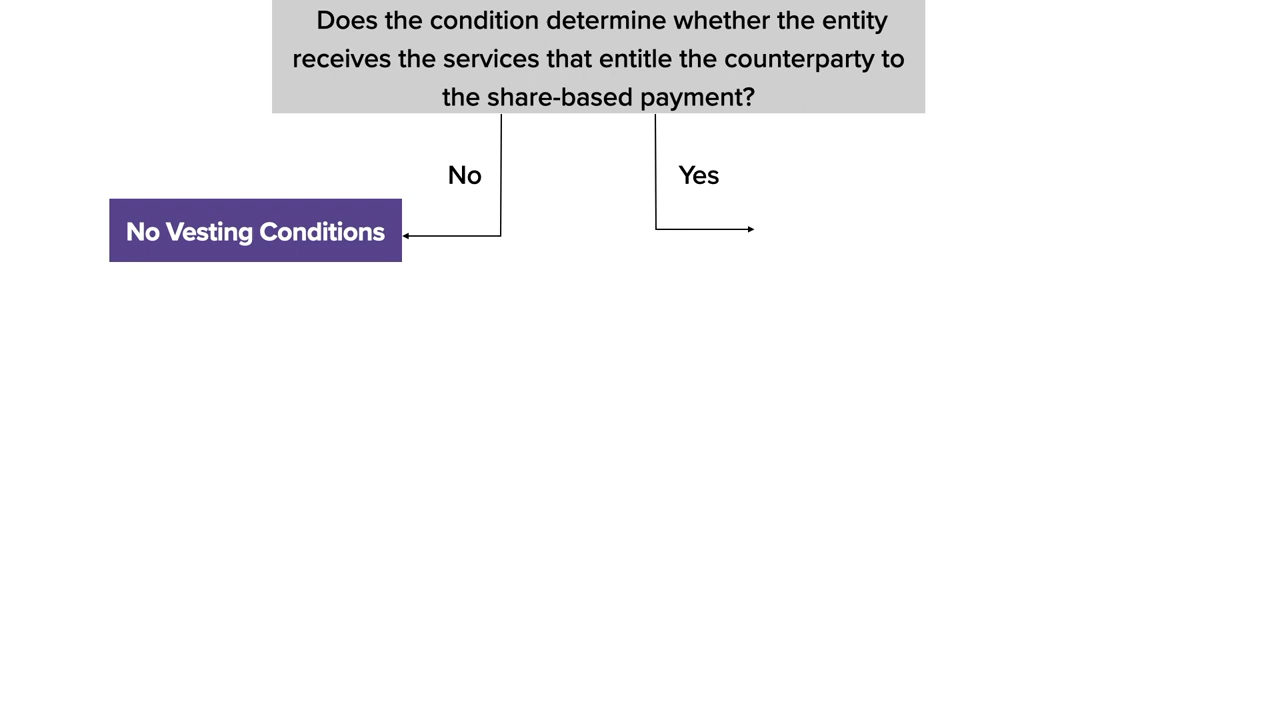 Does the condition determine whether the entity
receives the services that entitle the counterparty to
the share-based payment?
No
Yes
No Vesting Conditions